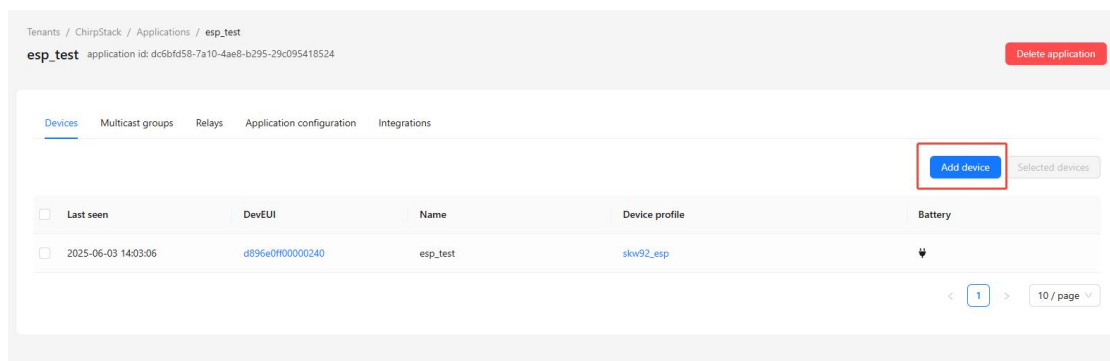 Tenants / ChirpStack / Applications / esp_test
esp_test application id: dc6bfd58-7a10-4ae8-b295-29c095418524
Delete application
Devices Multicast groups Relays Application configuration Integrations
Add device Selected devices
Last seen DevEUI Name Device profile Battery
2025-06-03 14:03:06 d896e0ff00000240 esp_test skw92_esp
< 1 > 10 / page